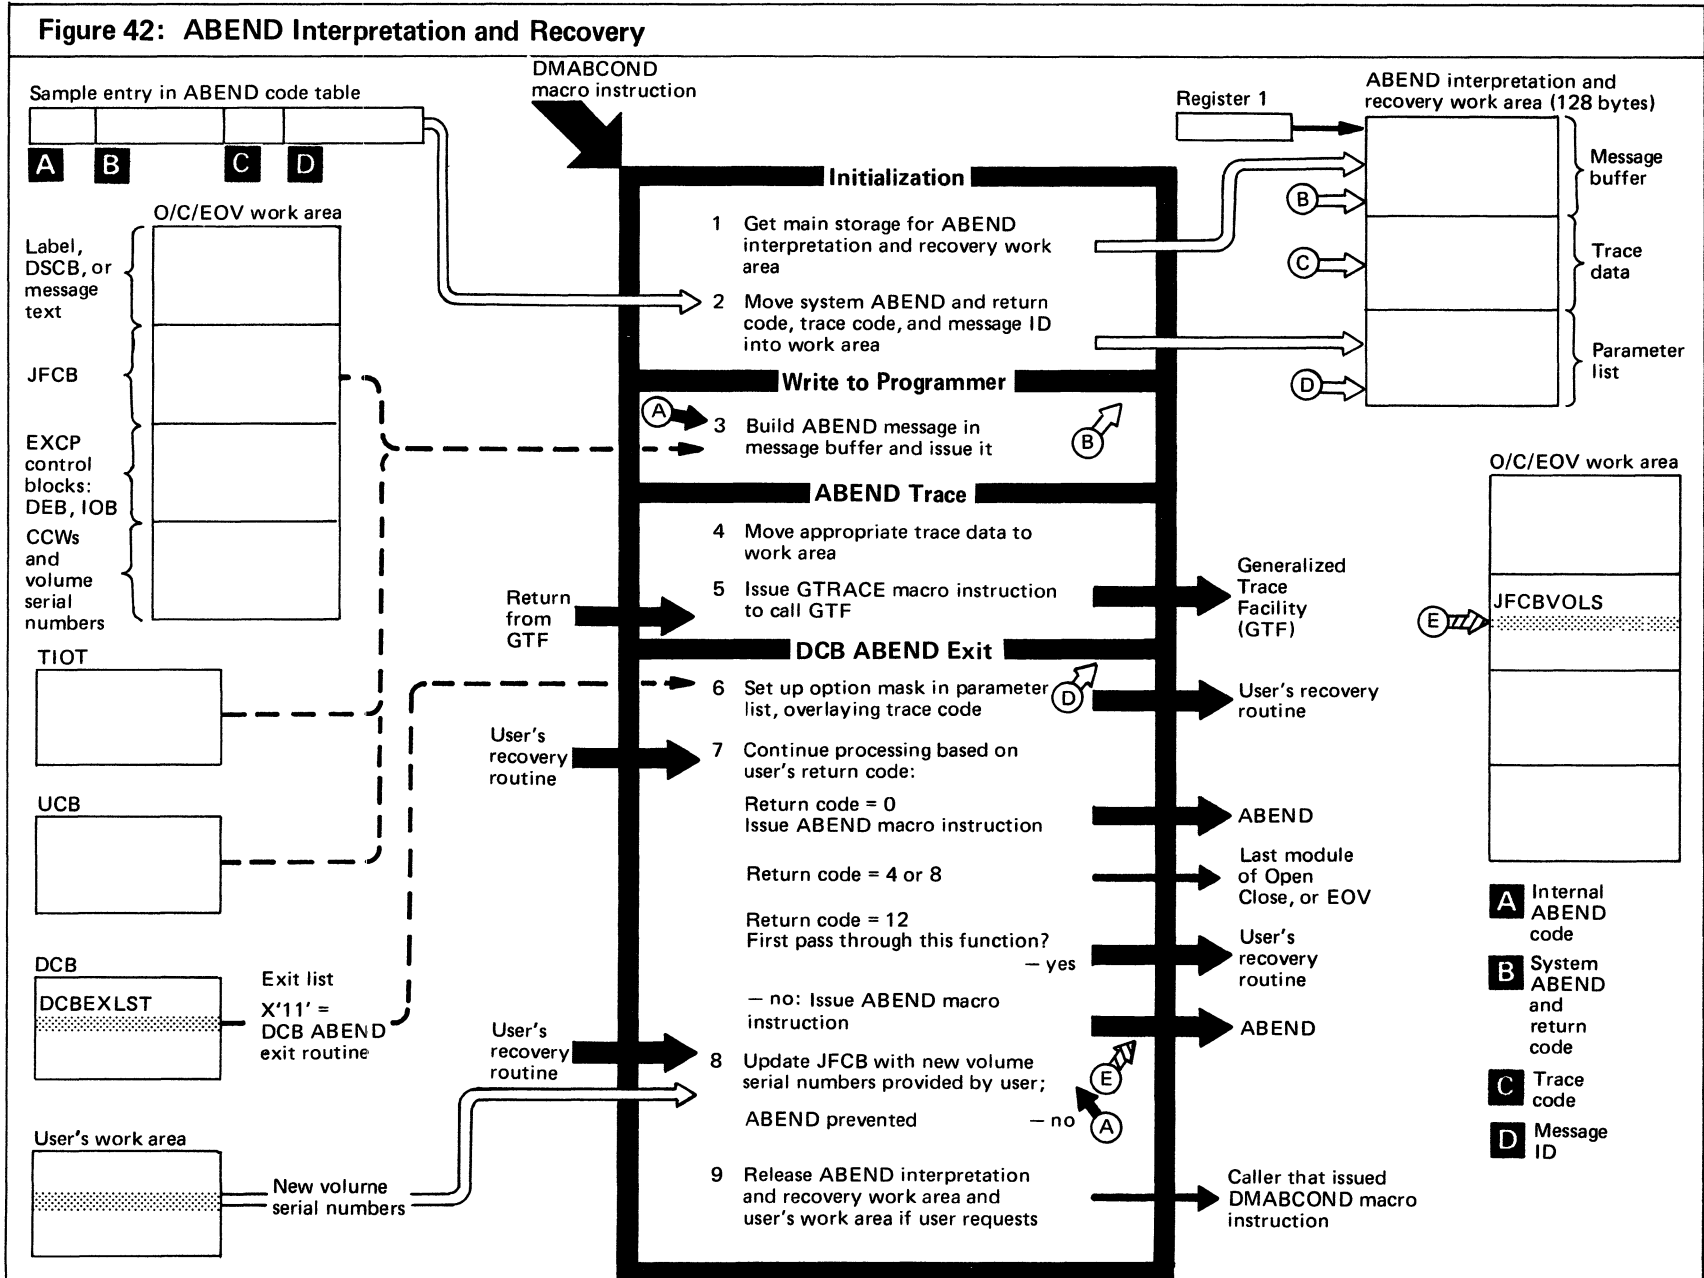 Figure 42: ABEND Interpretation and Recovery
DMABCOND
macro instruction
Sample entry in ABEND code table
A B C D
O/C/EOV work area
Label,
DSCB, or
message
text
JFCB
EXCP
control
blocks:
DEB, IOB
CCWs
and
volume
serial
numbers
TIOT
UCB
DCB
DCBEXLST
Exit list
X'11' =
DCB ABEND
exit routine
User's work area
New volume
serial numbers
Return
from
GTF
User's
recovery
routine
User's
recovery
routine
Initialization
1 Get main storage for ABEND
interpretation and recovery work
area
2 Move system ABEND and return
code, trace code, and message ID
into work area
Write to Programmer
A
3 Build ABEND message in
message buffer and issue it
B
ABEND Trace
4 Move appropriate trace data to
work area
5 Issue GTRACE macro instruction
to call GTF
DCB ABEND Exit
6 Set up option mask in parameter
list, overlaying trace code
D
7 Continue processing based on
user's return code:
Return code = 0
Issue ABEND macro instruction
Return code = 4 or 8
Return code = 12
First pass through this function?
– yes
– no: Issue ABEND macro
instruction
8 Update JFCB with new volume
serial numbers provided by user;
E
ABEND prevented – no
A
9 Release ABEND interpretation
and recovery work area and
user's work area if user requests
Register 1
ABEND interpretation and
recovery work area (128 bytes)
B
C
D
Message
buffer
Trace
data
Parameter
list
Generalized
Trace
Facility
(GTF)
User's recovery
routine
ABEND
Last module
of Open
Close, or EOV
User's
recovery
routine
ABEND
Caller that issued
DMABCOND macro
instruction
O/C/EOV work area
JFCBVOLS
E
A Internal
ABEND
code
B System
ABEND
and
return
code
C Trace
code
D Message
ID